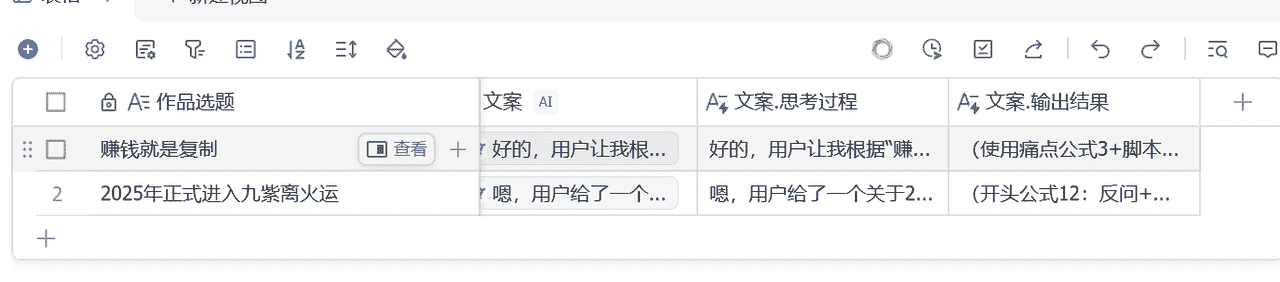 作品选题 文案 AI 文案.思考过程 文案.输出结果
赚钱就是复制 查看 好的，用户让我根... 好的，用户让我根据“赚... （使用痛点公式3+脚本...
2 2025年正式进入九紫离火运 嗯，用户给了一个... 嗯，用户给了一个关于2... （开头公式12：反问+...